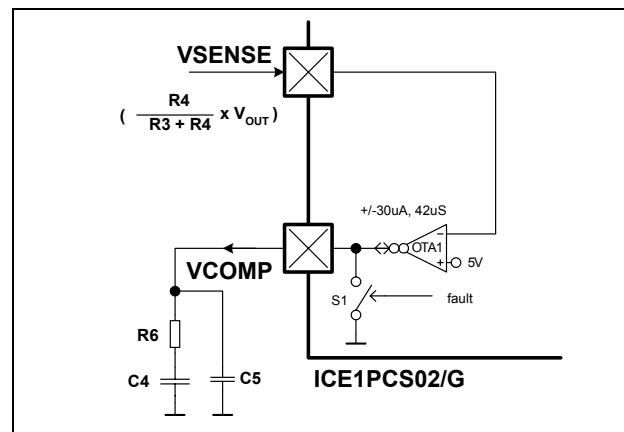 VSENSE
( R4
R3 + R4 x VOUT )
+/-30uA, 42uS
−
OTA1
+ 5V
VCOMP
S1
fault
R6
C4
C5
ICE1PCS02/G